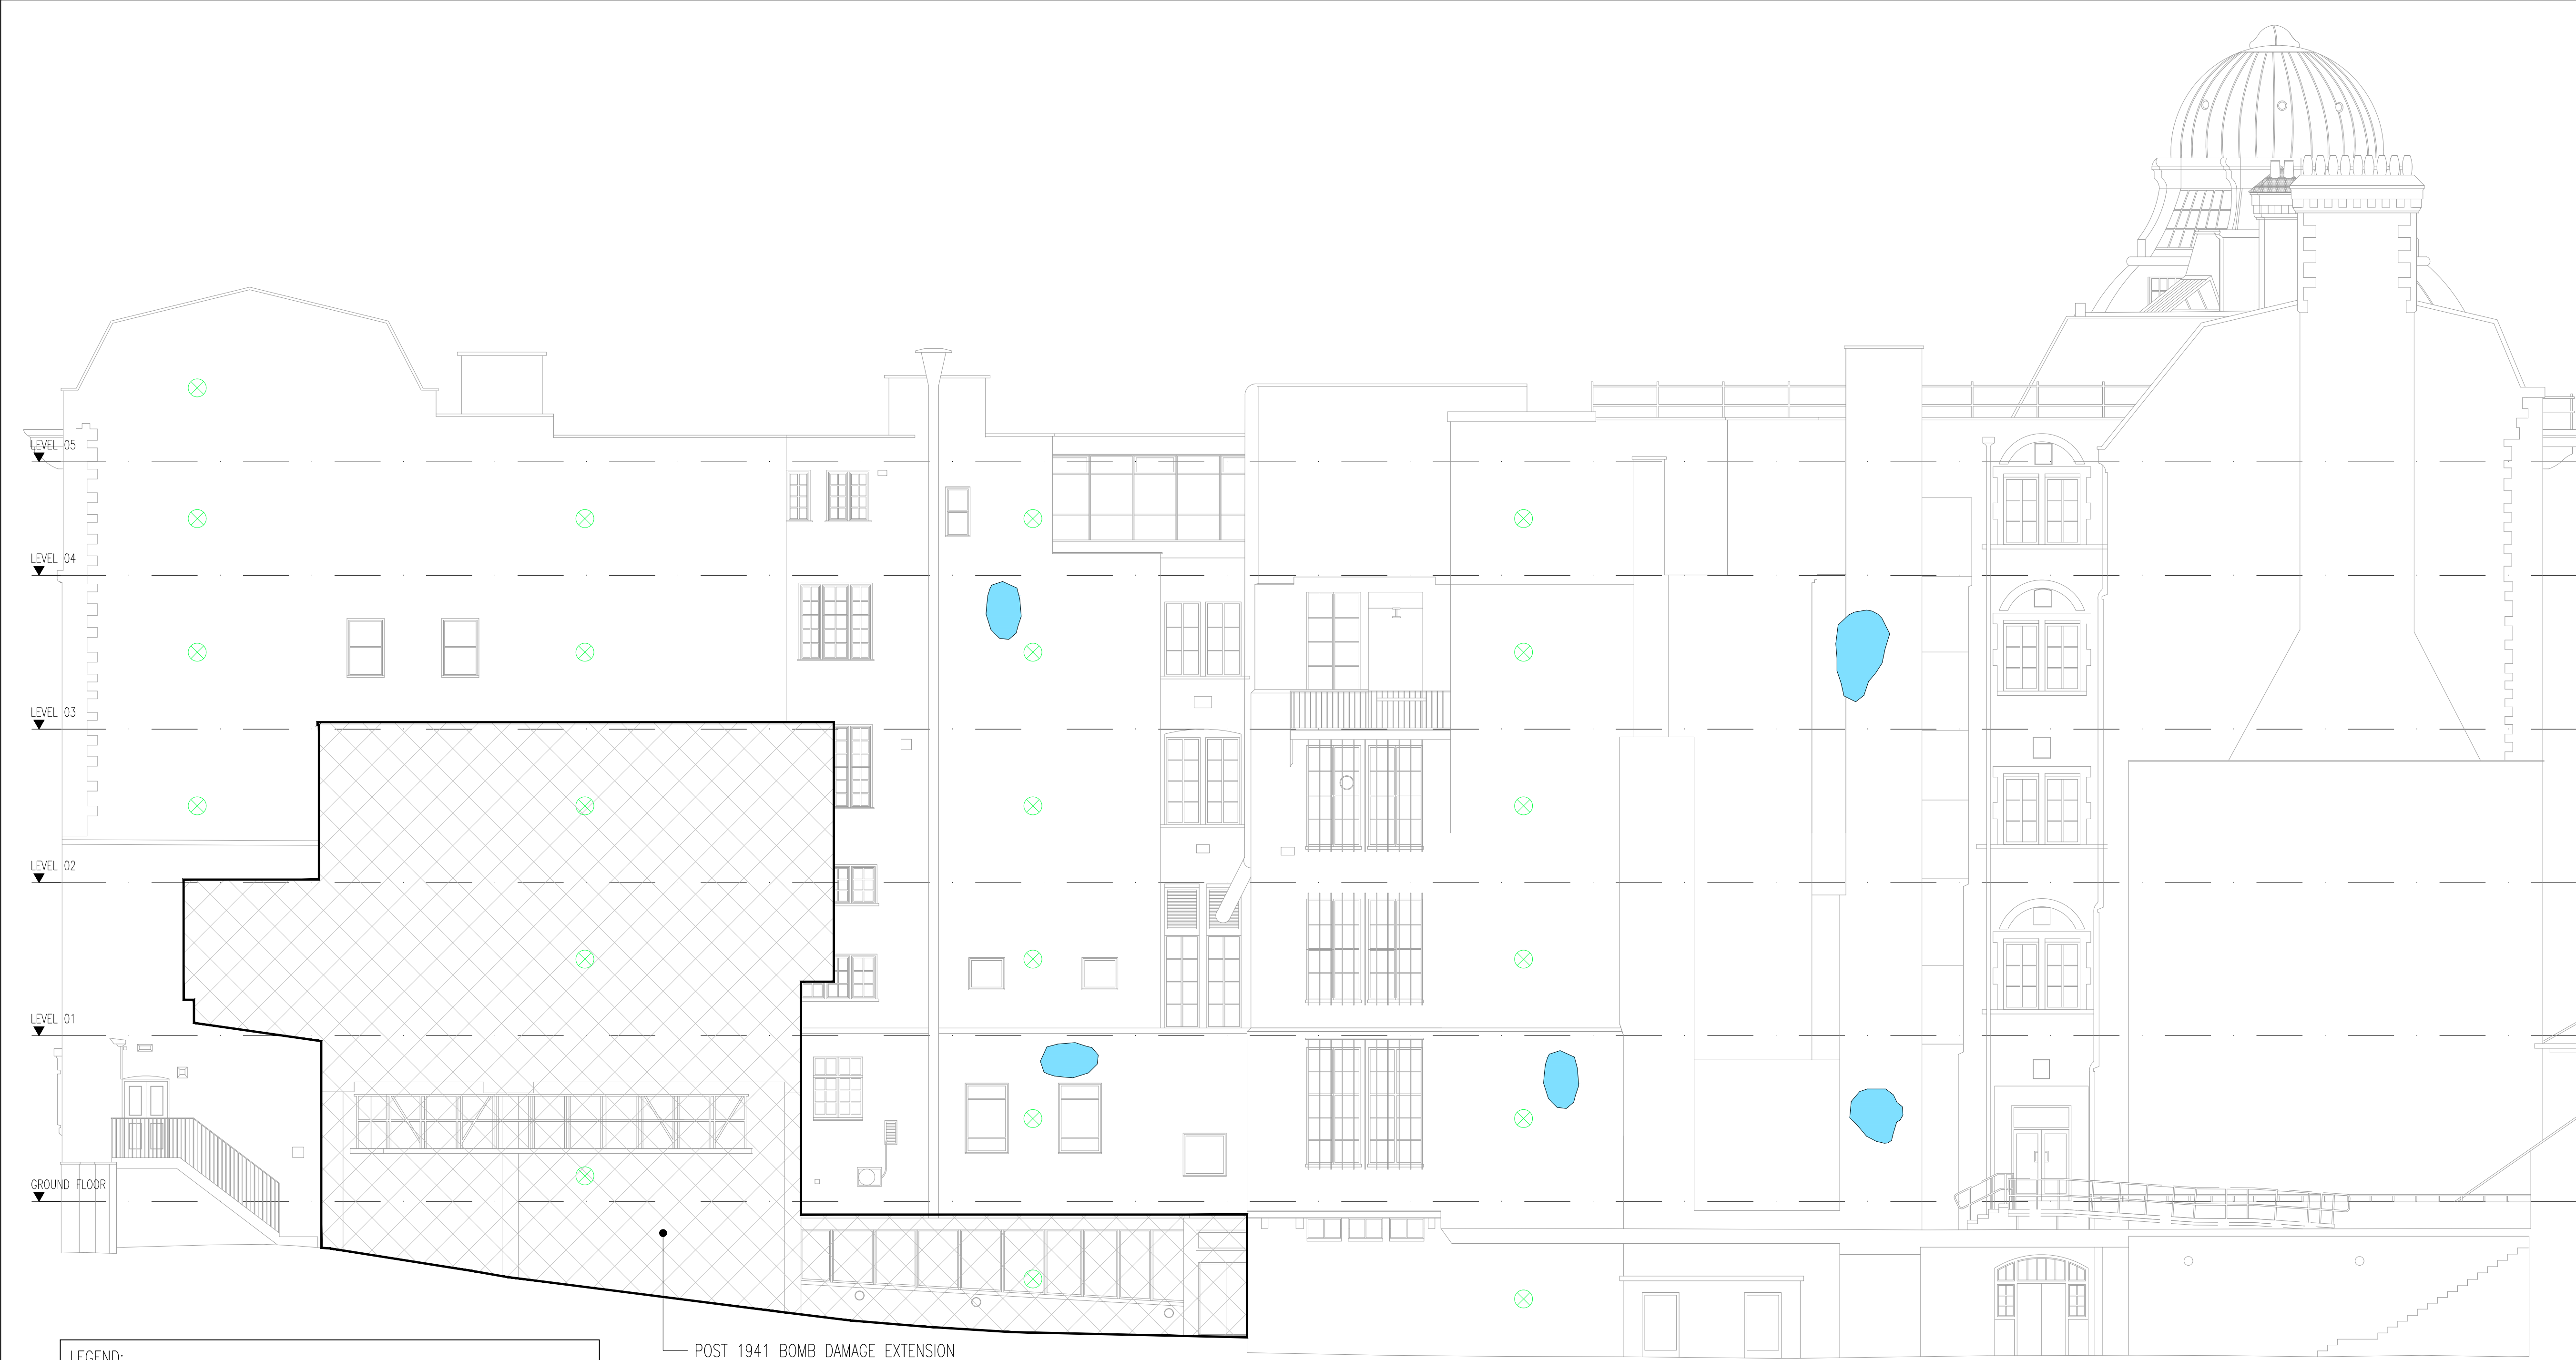 LEVEL 05
LEVEL 04
LEVEL 03
LEVEL 02
LEVEL 01
GROUND FLOOR
POST 1941 BOMB DAMAGE EXTENSION
LEGEND: